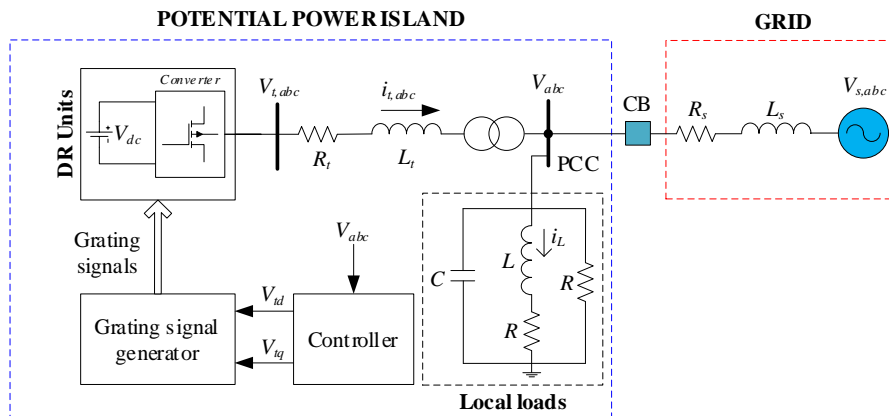 POTENTIAL POWER ISLAND
GRID
DR Units
Converter
V_dc
V_t,abc
i_t,abc
R_t
L_t
V_abc
PCC
CB
R_s
L_s
V_s,abc
Grating
signals
V_abc
Grating signal
generator
V_td
V_tq
Controller
C
L
i_L
R
R
Local loads